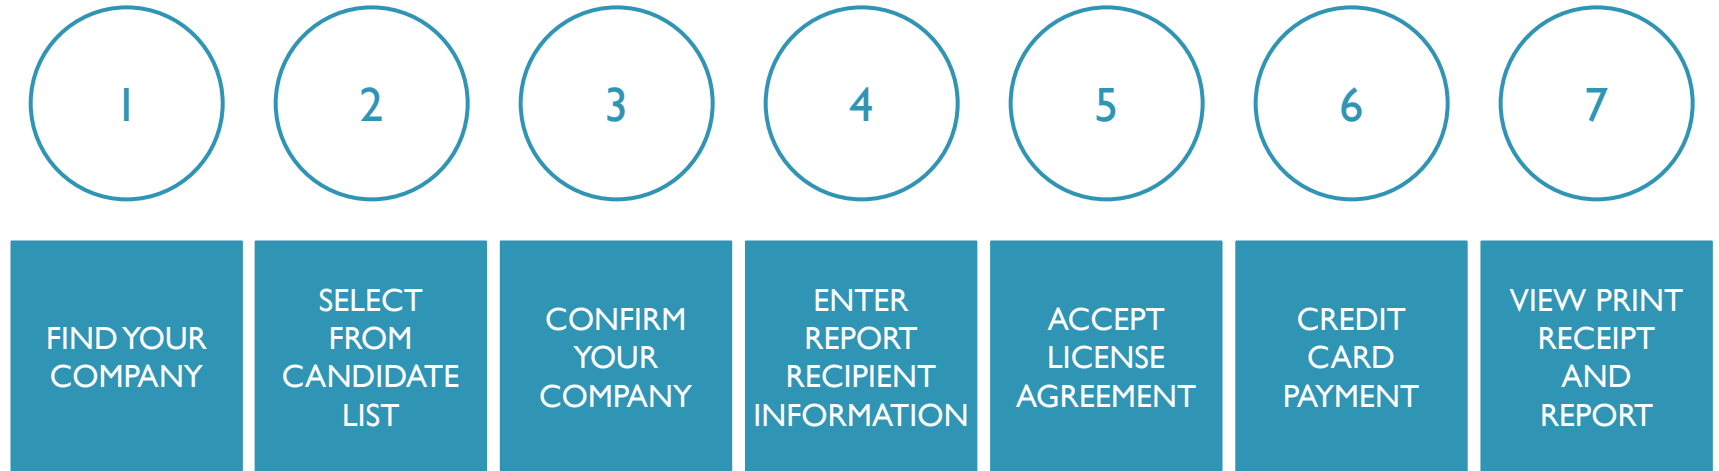 1
2
3
4
5
6
7
FIND YOUR
COMPANY
SELECT
FROM
CANDIDATE
LIST
CONFIRM
YOUR
COMPANY
ENTER
REPORT
RECIPIENT
INFORMATION
ACCEPT
LICENSE
AGREEMENT
CREDIT
CARD
PAYMENT
VIEW PRINT
RECEIPT
AND
REPORT